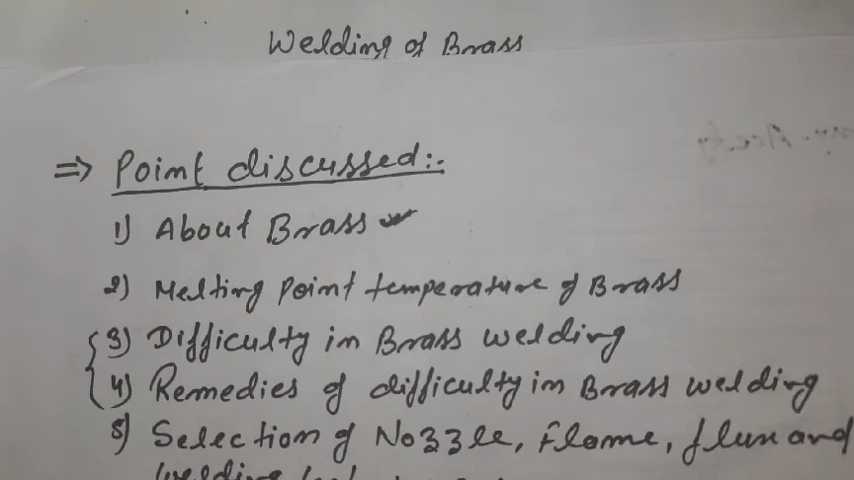 Welding of Brass
⇒ Point discussed:-
1) About Brass ✓
2) Melting Point temperature of Brass
3) Difficulty in Brass welding
4) Remedies of difficulty in Brass welding
5) Selection of Nozzle, Flame, flux and
welding